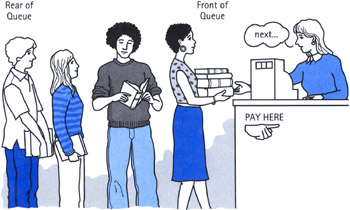 Rear of
Queue
Front of
Queue
next...
PAY HERE